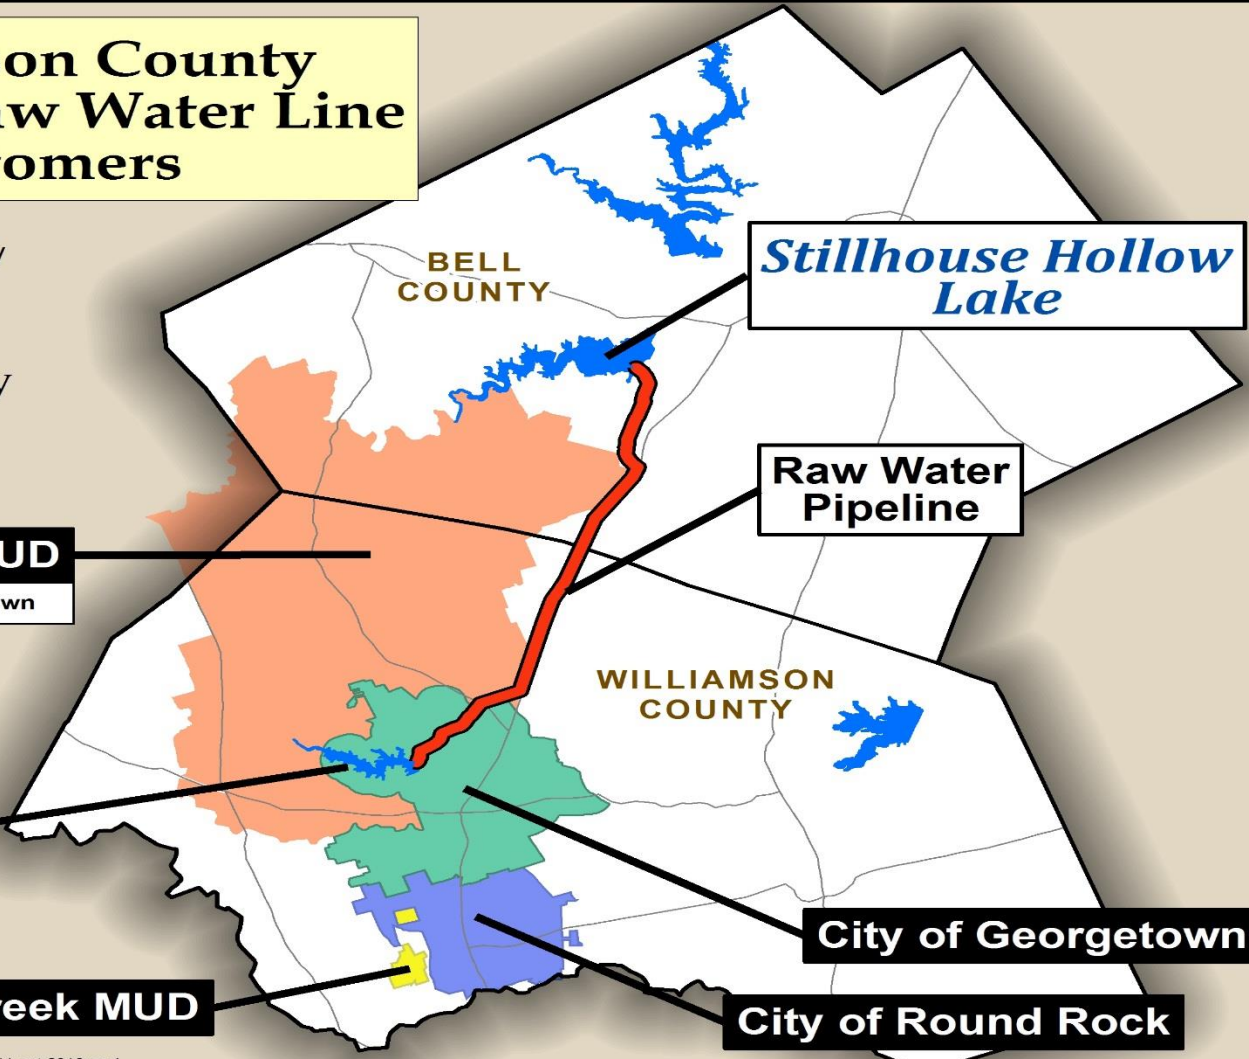 on County
aw Water Line
omers
y
BELL
COUNTY
Stillhouse Hollow
Lake
y
Raw Water
Pipeline
UD
wn
WILLIAMSON
COUNTY
City of Georgetown
reek MUD
City of Round Rock